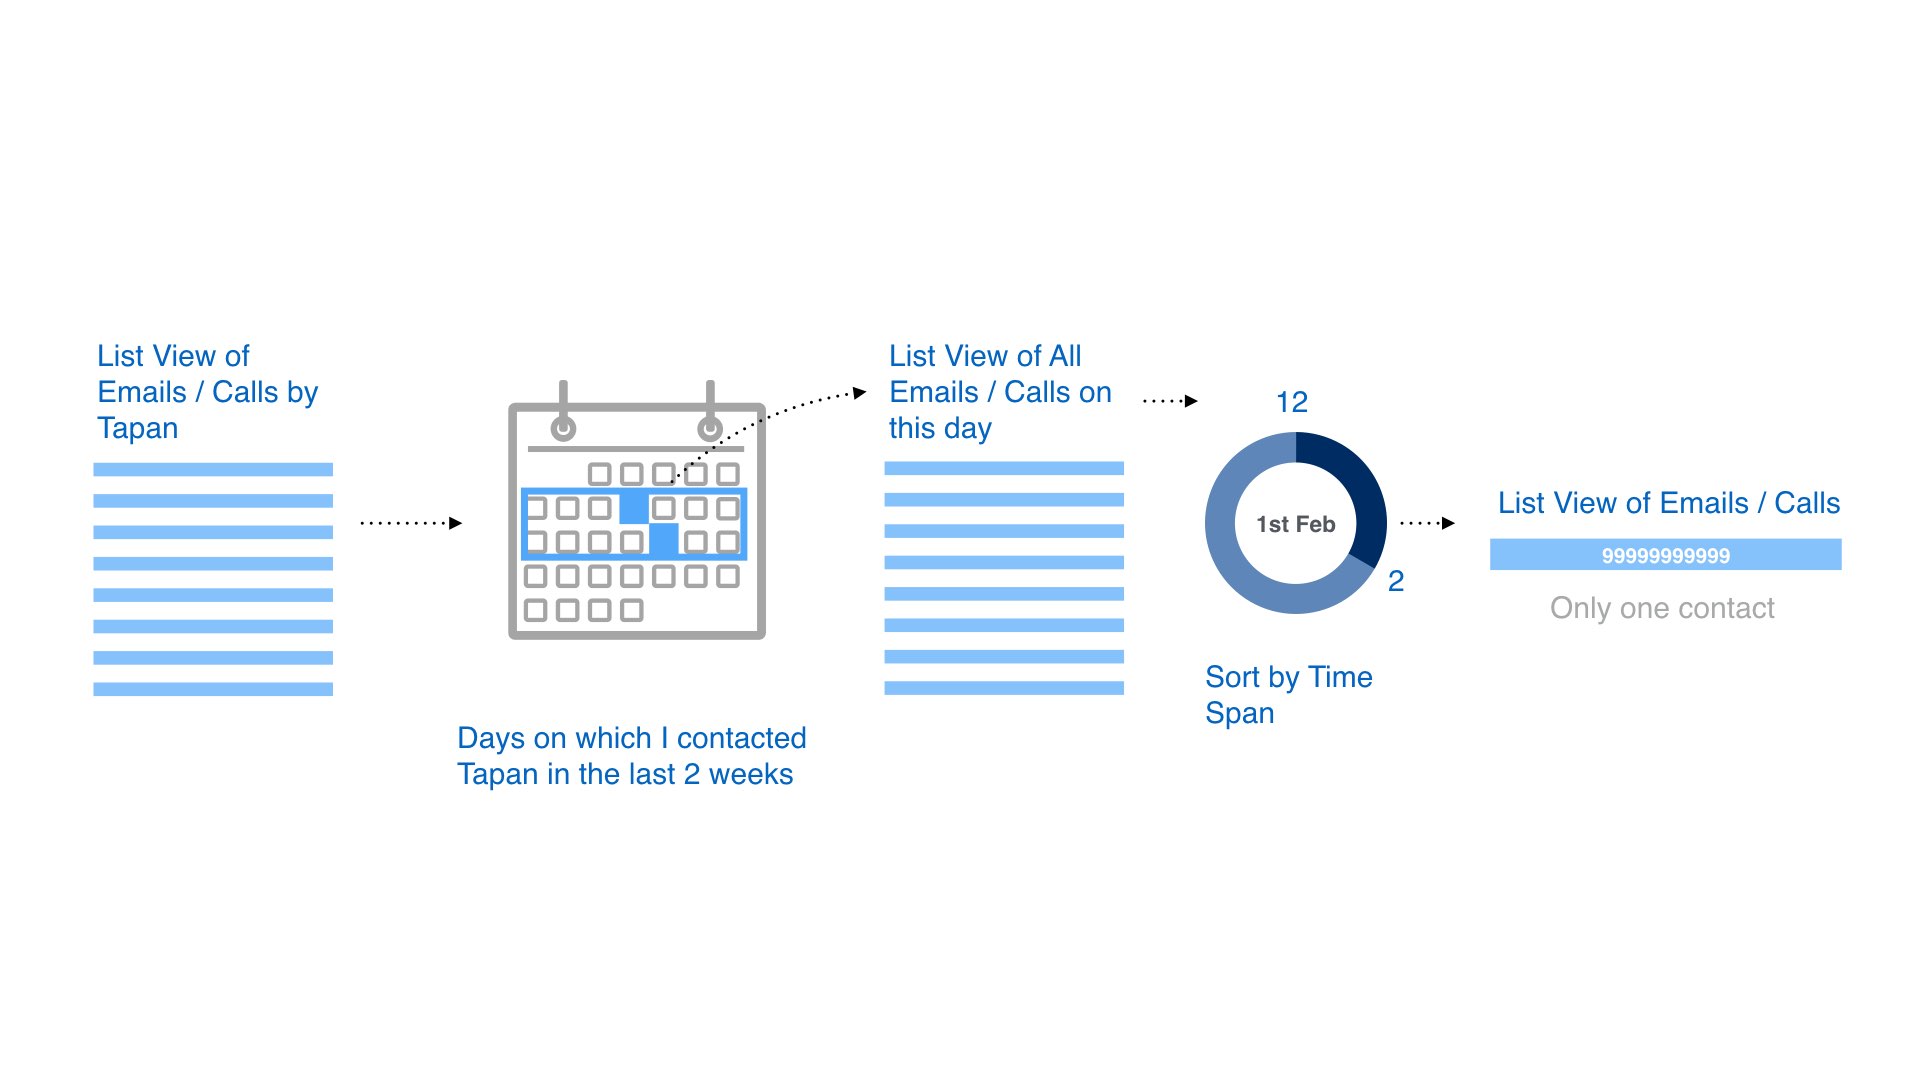 List View of
Emails / Calls by
Tapan
Days on which I contacted
Tapan in the last 2 weeks
List View of All
Emails / Calls on
this day
12
1st Feb
2
Sort by Time
Span
List View of Emails / Calls
99999999999
Only one contact